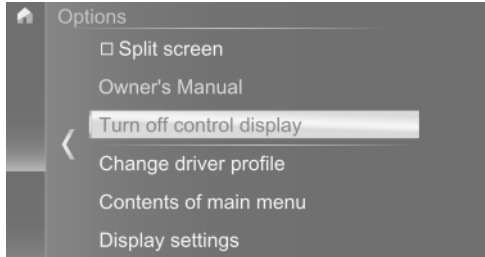 Options
Split screen
Owner's Manual
Turn off control display
Change driver profile
Contents of main menu
Display settings